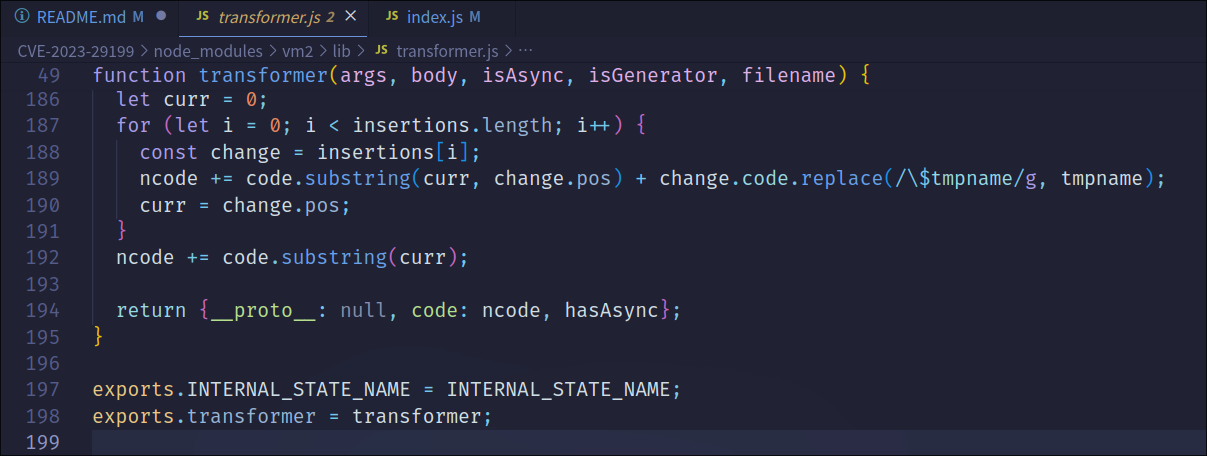 README.md M
JS transformer.js 2
JS index.js M
CVE-2023-29199 > node_modules > vm2 > lib > JS transformer.js > ...
49 function transformer(args, body, isAsync, isGenerator, filename) {
186 let curr = 0;
187 for (let i = 0; i < insertions.length; i++) {
188 const change = insertions[i];
189 ncode += code.substring(curr, change.pos) + change.code.replace(/\$tmpname/g, tmpname);
190 curr = change.pos;
191 }
192 ncode += code.substring(curr);
193
194 return {__proto__: null, code: ncode, hasAsync};
195 }
196
197 exports.INTERNAL_STATE_NAME = INTERNAL_STATE_NAME;
198 exports.transformer = transformer;
199